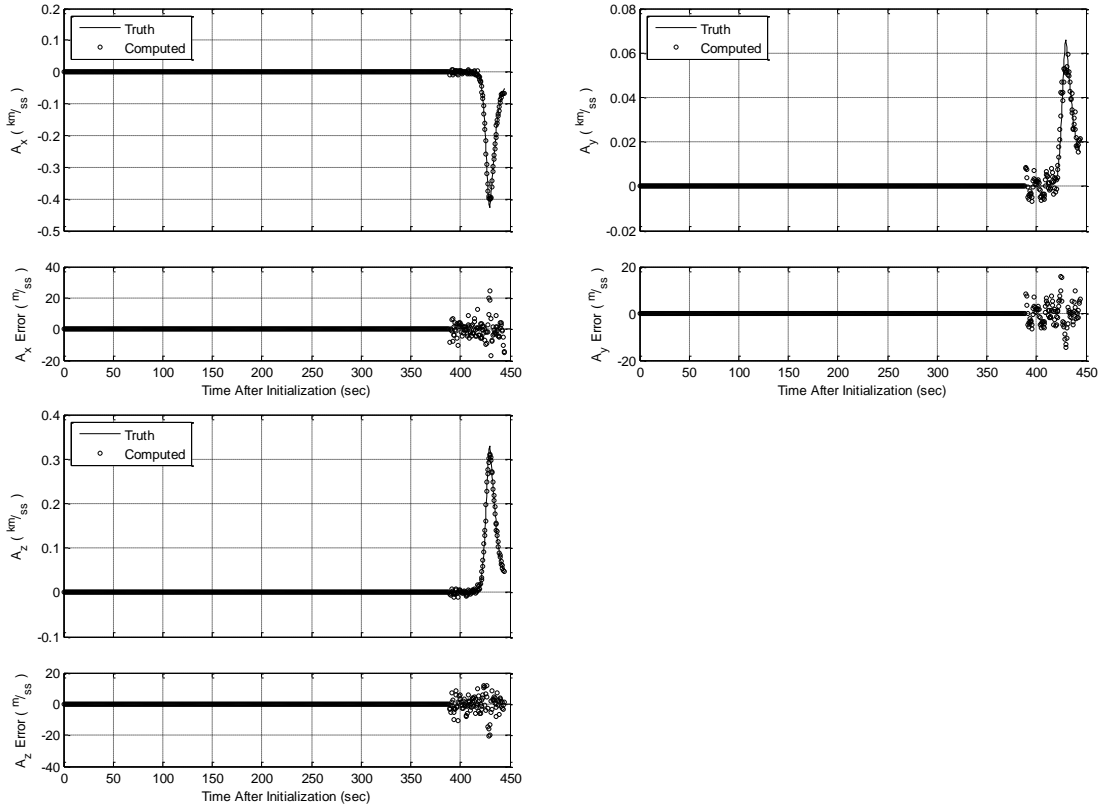 0.2
0.1
0
-0.1
-0.2
-0.3
-0.4
-0.5
A_x ( km/ss )
Truth
Computed
40
20
0
-20
A_x Error ( m/ss )
0 50 100 150 200 250 300 350 400 450
Time After Initialization (sec)
0.08
0.06
0.04
0.02
0
-0.02
A_y ( km/ss )
Truth
Computed
20
0
-20
A_y Error ( m/ss )
0 50 100 150 200 250 300 350 400 450
Time After Initialization (sec)
0.4
0.3
0.2
0.1
0
-0.1
A_z ( km/ss )
Truth
Computed
20
0
-20
-40
A_z Error ( m/ss )
0 50 100 150 200 250 300 350 400 450
Time After Initialization (sec)